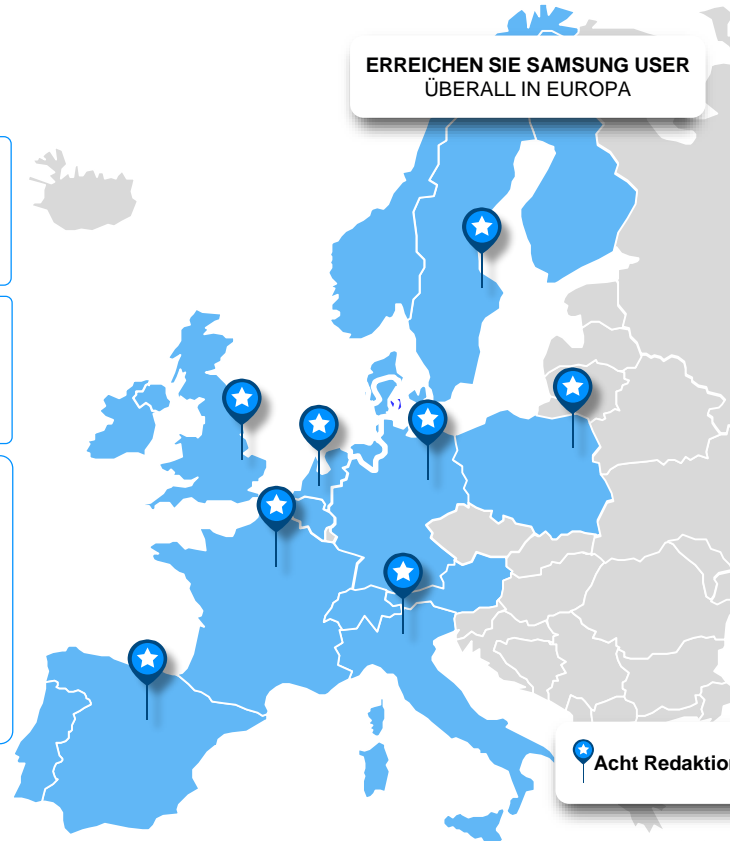 ERREICHEN SIE SAMSUNG USER
ÜBERALL IN EUROPA
Acht Redaktion